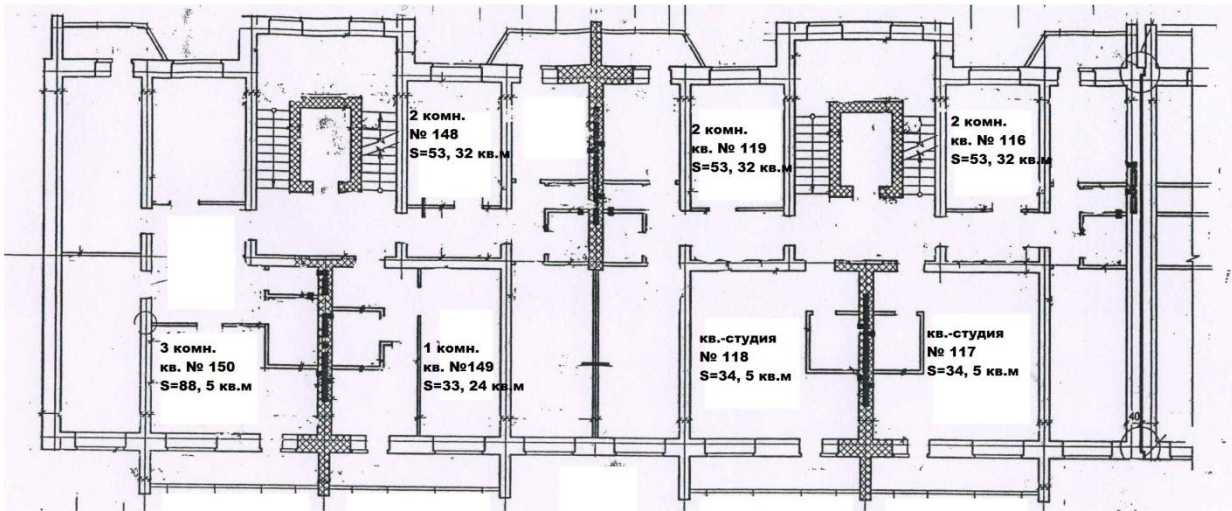 2 комн.
№ 148
S=53, 32 кв.м
2 комн.
кв. № 119
S=53, 32 кв.м
2 комн.
кв. № 116
S=53, 32 кв.м
3 комн.
кв. № 150
S=88, 5 кв.м
1 комн.
кв. №149
S=33, 24 кв.м
кв.-студия
№ 118
S=34, 5 кв.м
кв.-студия
№ 117
S=34, 5 кв.м
40